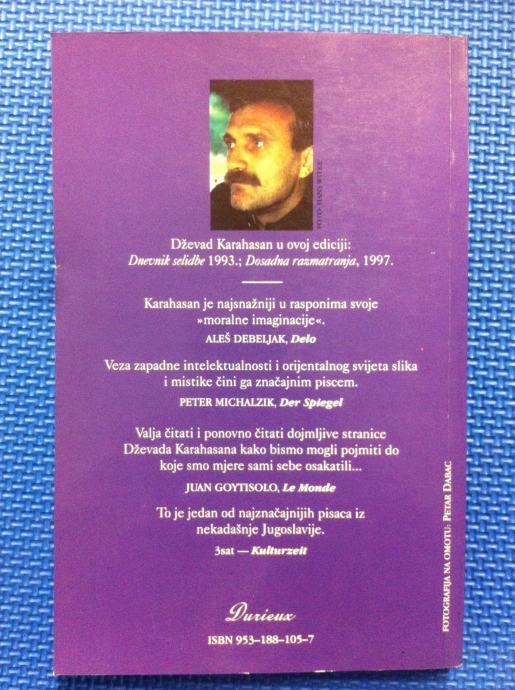 FOTO: HANS WEISZ
Dževad Karahasan u ovoj ediciji:
Dnevnik selidbe 1993.; Dosadna razmatranja, 1997.
Karahasan je najsnažniji u rasponima svoje
»moralne imaginacije«.
ALEŠ DEBELJAK, Delo
Veza zapadne intelektualnosti i orijentalnog svijeta slika
i mistike čini ga značajnim piscem.
PETER MICHALZIK, Der Spiegel
Valja čitati i ponovno čitati dojmljive stranice
Dževada Karahasana kako bismo mogli pojmiti do
koje smo mjere sami sebe osakatili...
JUAN GOYTISOLO, Le Monde
To je jedan od najznačajnijih pisaca iz
nekadašnje Jugoslavije.
3sat — Kulturzeit
Durieux
ISBN 953–188–105–7
FOTOGRAFIJA NA OMOTU: PETAR DABAC